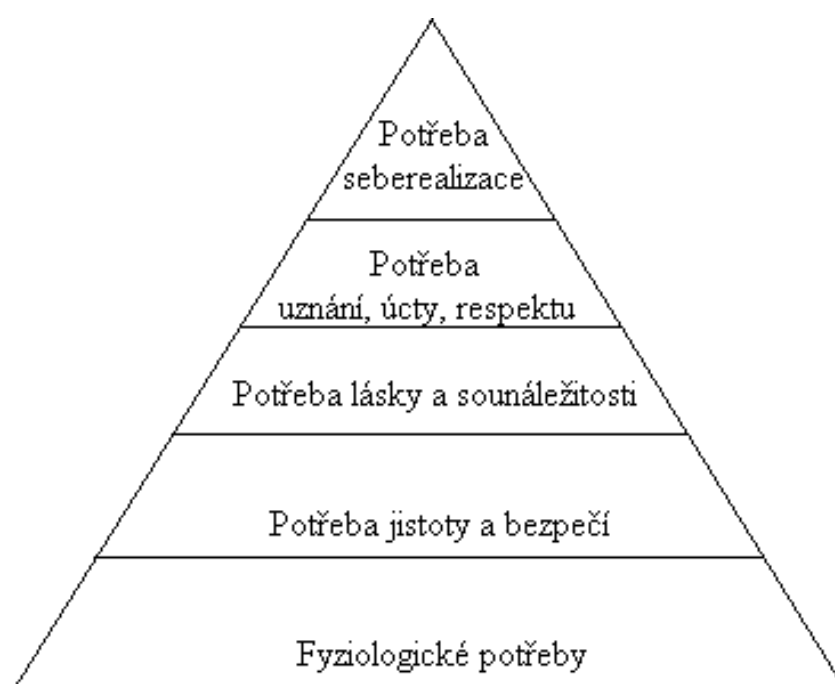 Potřeba
seberealizace
Potřeba
uznání, úcty, respektu
Potřeba lásky a sounáležitosti
Potřeba jistoty a bezpečí
Fyziologické potřeby